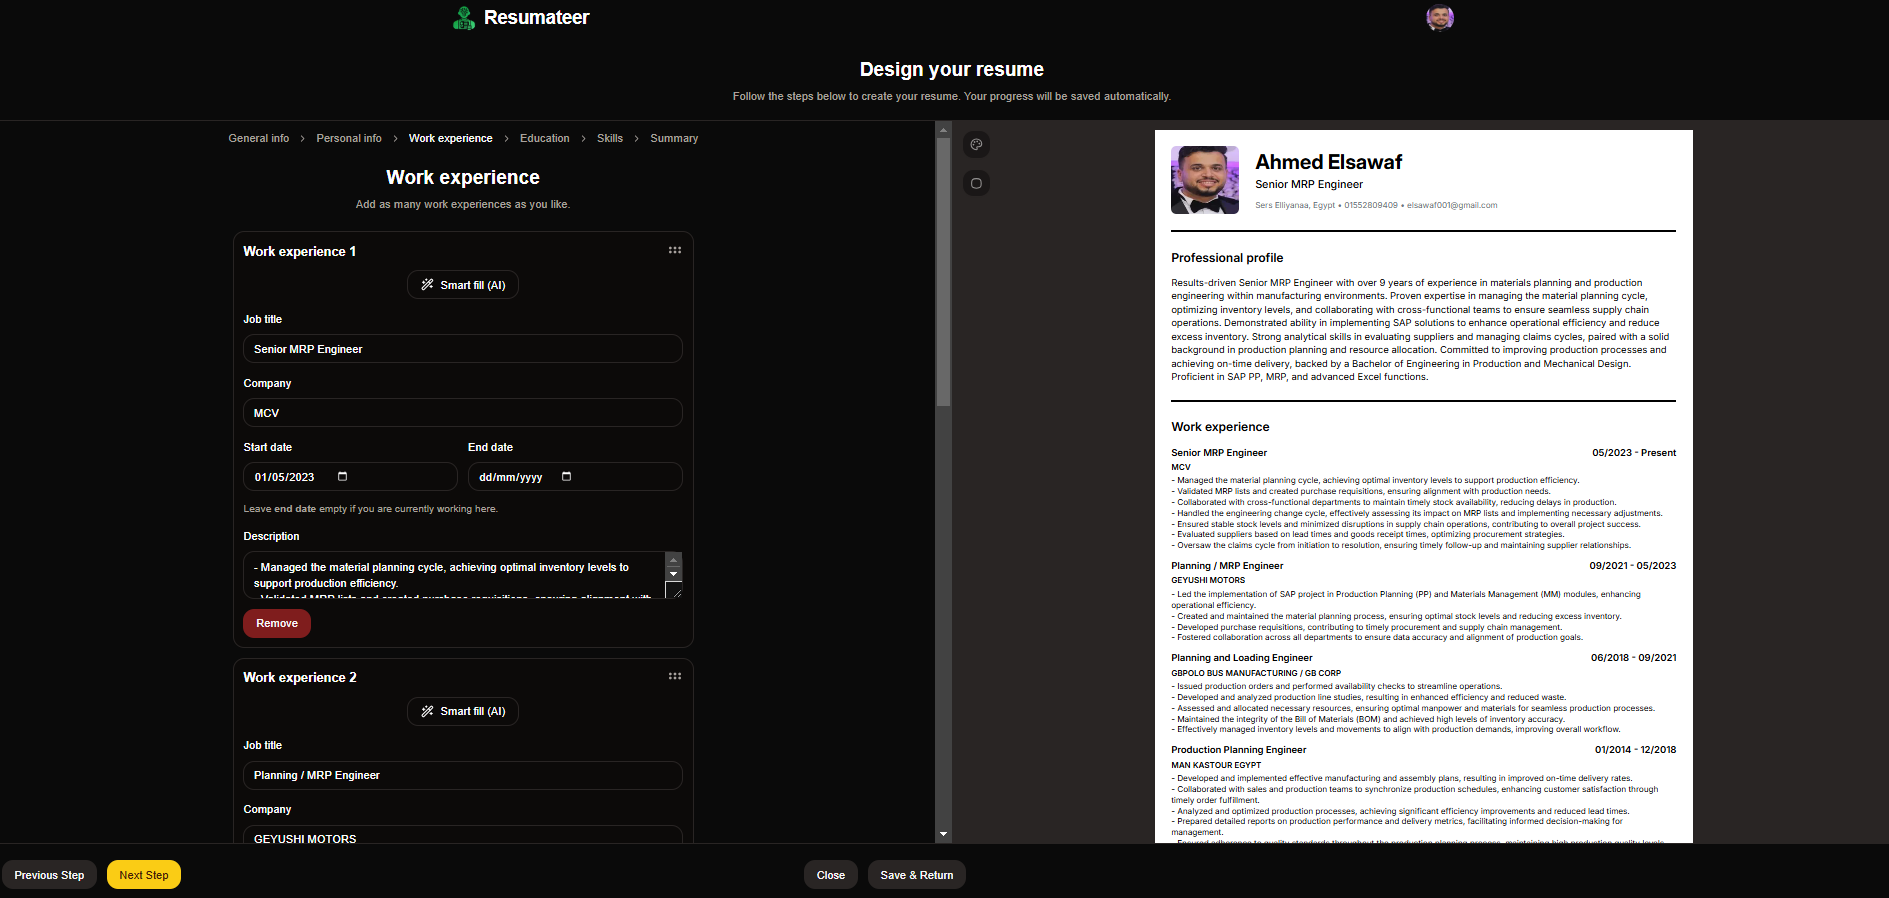 Resumateer
Design your resume
Follow the steps below to create your resume. Your progress will be saved automatically.
General info > Personal info > Work experience > Education > Skills > Summary
Work experience
Add as many work experiences as you like.
Work experience 1
Smart fill (AI)
Job title
Senior MRP Engineer
Company
MCV
Start date
End date
01/05/2023
dd/mm/yyyy
Leave end date empty if you are currently working here.
Description
- Managed the material planning cycle, achieving optimal inventory levels to
support production efficiency.
- Validated MRP lists and created purchase requisitions, ensuring alignment with
Remove
Work experience 2
Smart fill (AI)
Job title
Planning / MRP Engineer
Company
GEYUSHI MOTORS
Previous Step
Next Step
Close
Save & Return
Ahmed Elsawaf
Senior MRP Engineer
Sers Elliyanaa, Egypt • 01552809409 • elsawaf001@gmail.com
Professional profile
Results-driven Senior MRP Engineer with over 9 years of experience in materials planning and production
engineering within manufacturing environments. Proven expertise in managing the material planning cycle,
optimizing inventory levels, and collaborating with cross-functional teams to ensure seamless supply chain
operations. Demonstrated ability in implementing SAP solutions to enhance operational efficiency and reduce
excess inventory. Strong analytical skills in evaluating suppliers and managing claims cycles, paired with a solid
background in production planning and resource allocation. Committed to improving production processes and
achieving on-time delivery, backed by a Bachelor of Engineering in Production and Mechanical Design.
Proficient in SAP PP, MRP, and advanced Excel functions.
Work experience
Senior MRP Engineer 05/2023 - Present
MCV
- Managed the material planning cycle, achieving optimal inventory levels to support production efficiency.
- Validated MRP lists and created purchase requisitions, ensuring alignment with production needs.
- Collaborated with cross-functional departments to maintain timely stock availability, reducing delays in production.
- Handled the engineering change cycle, effectively assessing its impact on MRP lists and implementing necessary adjustments.
- Ensured stable stock levels and minimized disruptions in supply chain operations, contributing to overall project success.
- Evaluated suppliers based on lead times and goods receipt times, optimizing procurement strategies.
- Oversaw the claims cycle from initiation to resolution, ensuring timely follow-up and maintaining supplier relationships.
Planning / MRP Engineer 09/2021 - 05/2023
GEYUSHI MOTORS
- Led the implementation of SAP project in Production Planning (PP) and Materials Management (MM) modules, enhancing
operational efficiency.
- Created and maintained the material planning process, ensuring optimal stock levels and reducing excess inventory.
- Developed purchase requisitions, contributing to timely procurement and supply chain management.
- Fostered collaboration across all departments to ensure data accuracy and alignment of production goals.
Planning and Loading Engineer 06/2018 - 09/2021
GBPOLO BUS MANUFACTURING / GB CORP
- Issued production orders and performed availability checks to streamline operations.
- Developed and analyzed production line studies, resulting in enhanced efficiency and reduced waste.
- Assessed and allocated necessary resources, ensuring optimal manpower and materials for seamless production processes.
- Maintained the integrity of the Bill of Materials (BOM) and achieved high levels of inventory accuracy.
- Effectively managed inventory levels and movements to align with production demands, improving overall workflow.
Production Planning Engineer 01/2014 - 12/2018
MAN KASTOUR EGYPT
- Developed and implemented effective manufacturing and assembly plans, resulting in improved on-time delivery rates.
- Collaborated with sales and production teams to synchronize production schedules, enhancing customer satisfaction through
timely order fulfillment.
- Analyzed and optimized production processes, achieving significant efficiency improvements and reduced lead times.
- Prepared detailed reports on production performance and delivery metrics, facilitating informed decision-making for
management.
- Ensured adherence to quality standards throughout the production planning process, maintaining high production quality levels.